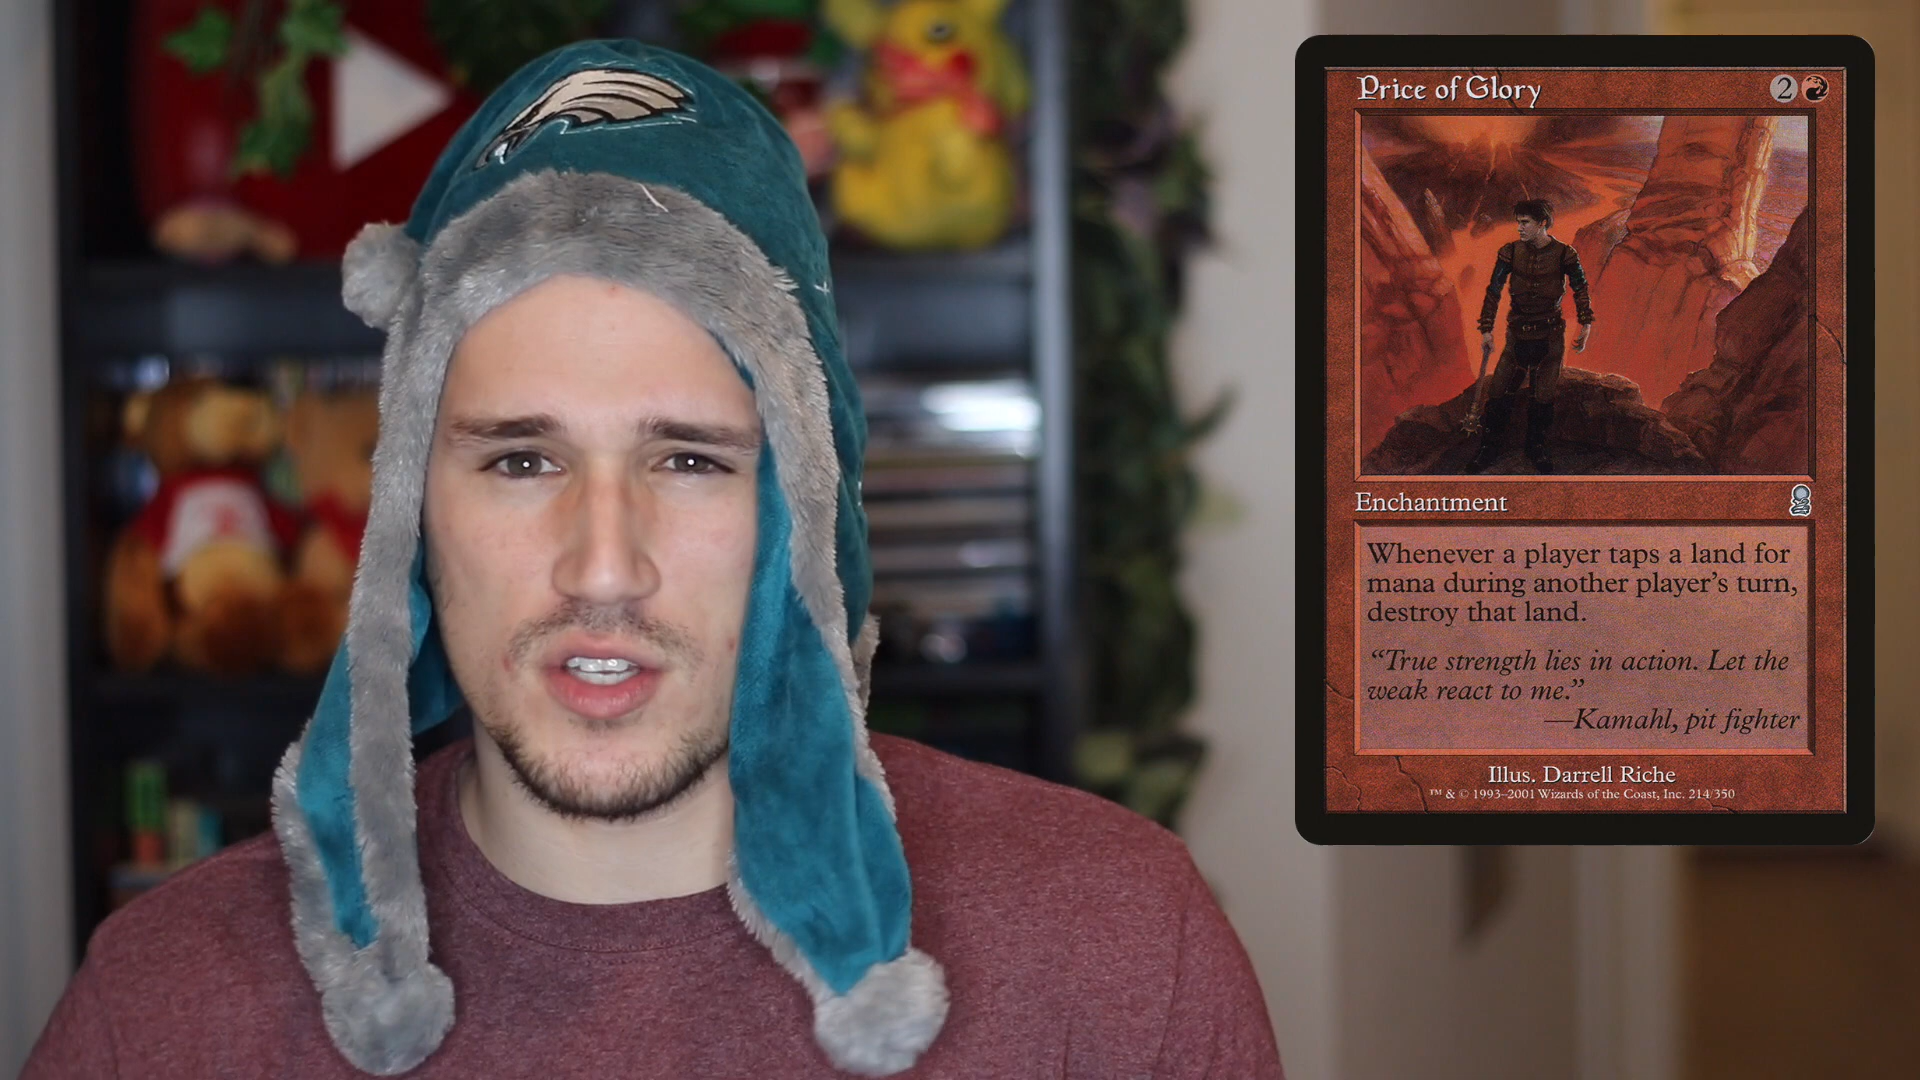 Price of Glory
2
Enchantment
Whenever a player taps a land for
mana during another player's turn,
destroy that land.
“True strength lies in action. Let the
weak react to me.”
—Kamahl, pit fighter
Illus. Darrell Riche
™ & © 1993–2001 Wizards of the Coast, Inc. 214/350